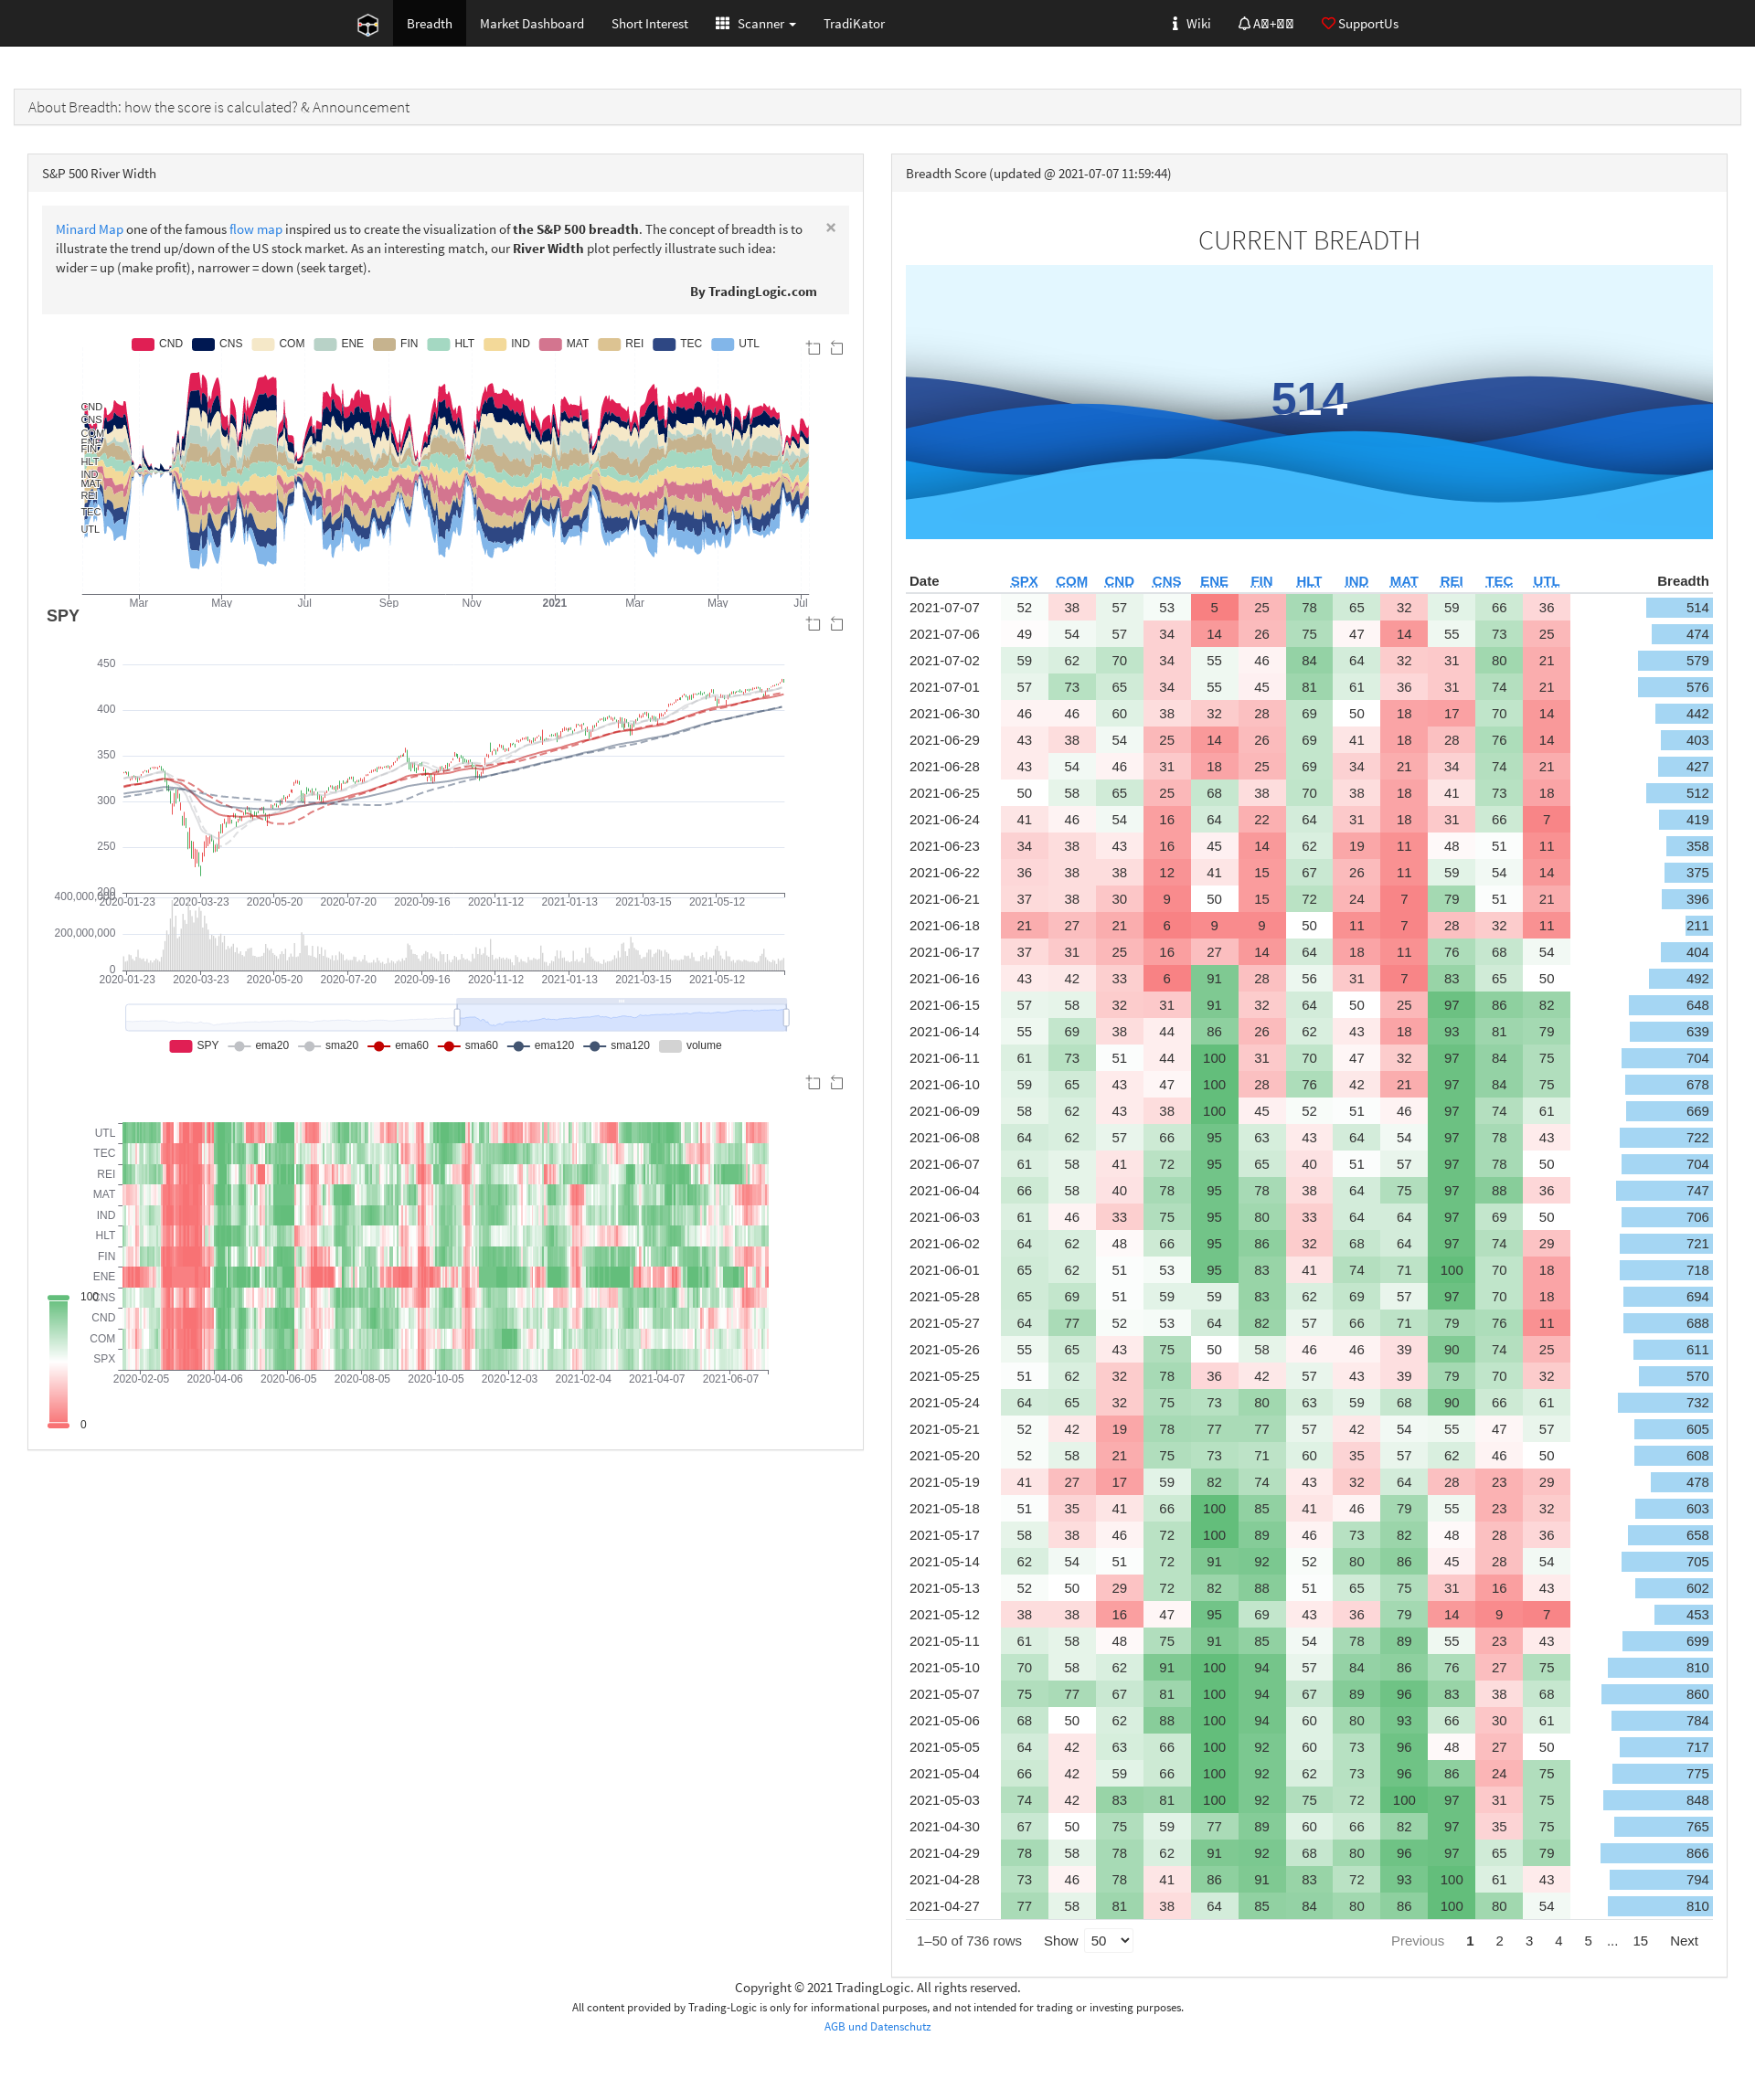 Breadth Market Dashboard Short Interest Scanner TradiKator Wiki SupportUs
About Breadth: how the score is calculated? & Announcement
S&P 500 River Width
Minard Map one of the famous flow map inspired us to create the visualization of the S&P 500 breadth. The concept of breadth is to
illustrate the trend up/down of the US stock market. As an interesting match, our River Width plot perfectly illustrate such idea:
wider = up (make profit), narrower = down (seek target).
By TradingLogic.com
×
CND CNS COM ENE FIN HLT IND MAT REI TEC UTL
CND
CNS
COM
ENE
FIN
HLT
IND
MAT
REI
TEC
UTL
Mar May Jul Sep Nov 2021 Mar May Jul
SPY
450
400
350
300
250
200
2020-01-23 2020-03-23 2020-05-20 2020-07-20 2020-09-16 2020-11-12 2021-01-13 2021-03-15 2021-05-12
400,000,000
200,000,000
0
2020-01-23 2020-03-23 2020-05-20 2020-07-20 2020-09-16 2020-11-12 2021-01-13 2021-03-15 2021-05-12
SPY ema20 sma20 ema60 sma60 ema120 sma120 volume
UTL
TEC
REI
MAT
IND
HLT
FIN
ENE
CNS
CND
COM
SPX
100
0
2020-02-05 2020-04-06 2020-06-05 2020-08-05 2020-10-05 2020-12-03 2021-02-04 2021-04-07 2021-06-07
Breadth Score (updated @ 2021-07-07 11:59:44)
CURRENT BREADTH
514
Date SPX COM CND CNS ENE FIN HLT IND MAT REI TEC UTL Breadth
2021-07-07 52 38 57 53 5 25 78 65 32 59 66 36 514
2021-07-06 49 54 57 34 14 26 75 47 14 55 73 25 474
2021-07-02 59 62 70 34 55 46 84 64 32 31 80 21 579
2021-07-01 57 73 65 34 55 45 81 61 36 31 74 21 576
2021-06-30 46 46 60 38 32 28 69 50 18 17 70 14 442
2021-06-29 43 38 54 25 14 26 69 41 18 28 76 14 403
2021-06-28 43 54 46 31 18 25 69 34 21 34 74 21 427
2021-06-25 50 58 65 25 68 38 70 38 18 41 73 18 512
2021-06-24 41 46 54 16 64 22 64 31 18 31 66 7 419
2021-06-23 34 38 43 16 45 14 62 19 11 48 51 11 358
2021-06-22 36 38 38 12 41 15 67 26 11 59 54 14 375
2021-06-21 37 38 30 9 50 15 72 24 7 79 51 21 396
2021-06-18 21 27 21 6 9 9 50 11 7 28 32 11 211
2021-06-17 37 31 25 16 27 14 64 18 11 76 68 54 404
2021-06-16 43 42 33 6 91 28 56 31 7 83 65 50 492
2021-06-15 57 58 32 31 91 32 64 50 25 97 86 82 648
2021-06-14 55 69 38 44 86 26 62 43 18 93 81 79 639
2021-06-11 61 73 51 44 100 31 70 47 32 97 84 75 704
2021-06-10 59 65 43 47 100 28 76 42 21 97 84 75 678
2021-06-09 58 62 43 38 100 45 52 51 46 97 74 61 669
2021-06-08 64 62 57 66 95 63 43 64 54 97 78 43 722
2021-06-07 61 58 41 72 95 65 40 51 57 97 78 50 704
2021-06-04 66 58 40 78 95 78 38 64 75 97 88 36 747
2021-06-03 61 46 33 75 95 80 33 64 64 97 69 50 706
2021-06-02 64 62 48 66 95 86 32 68 64 97 74 29 721
2021-06-01 65 62 51 53 95 83 41 74 71 100 70 18 718
2021-05-28 65 69 51 59 59 83 62 69 57 97 70 18 694
2021-05-27 64 77 52 53 64 82 57 66 71 79 76 11 688
2021-05-26 55 65 43 75 50 58 46 46 39 90 74 25 611
2021-05-25 51 62 32 78 36 42 57 43 39 79 70 32 570
2021-05-24 64 65 32 75 73 80 63 59 68 90 66 61 732
2021-05-21 52 42 19 78 77 77 57 42 54 55 47 57 605
2021-05-20 52 58 21 75 73 71 60 35 57 62 46 50 608
2021-05-19 41 27 17 59 82 74 43 32 64 28 23 29 478
2021-05-18 51 35 41 66 100 85 41 46 79 55 23 32 603
2021-05-17 58 38 46 72 100 89 46 73 82 48 28 36 658
2021-05-14 62 54 51 72 91 92 52 80 86 45 28 54 705
2021-05-13 52 50 29 72 82 88 51 65 75 31 16 43 602
2021-05-12 38 38 16 47 95 69 43 36 79 14 9 7 453
2021-05-11 61 58 48 75 91 85 54 78 89 55 23 43 699
2021-05-10 70 58 62 91 100 94 57 84 86 76 27 75 810
2021-05-07 75 77 67 81 100 94 67 89 96 83 38 68 860
2021-05-06 68 50 62 88 100 94 60 80 93 66 30 61 784
2021-05-05 64 42 63 66 100 92 60 73 96 48 27 50 717
2021-05-04 66 42 59 66 100 92 62 73 96 86 24 75 775
2021-05-03 74 42 83 81 100 92 75 72 100 97 31 75 848
2021-04-30 67 50 75 59 77 89 60 66 82 97 35 75 765
2021-04-29 78 58 78 62 91 92 68 80 96 97 65 79 866
2021-04-28 73 46 78 41 86 91 83 72 93 100 61 43 794
2021-04-27 77 58 81 38 64 85 84 80 86 100 80 54 810
1–50 of 736 rows Show 50 Previous 1 2 3 4 5 ... 15 Next
Copyright © 2021 TradingLogic. All rights reserved.
All content provided by Trading-Logic is only for informational purposes, and not intended for trading or investing purposes.
AGB und Datenschutz